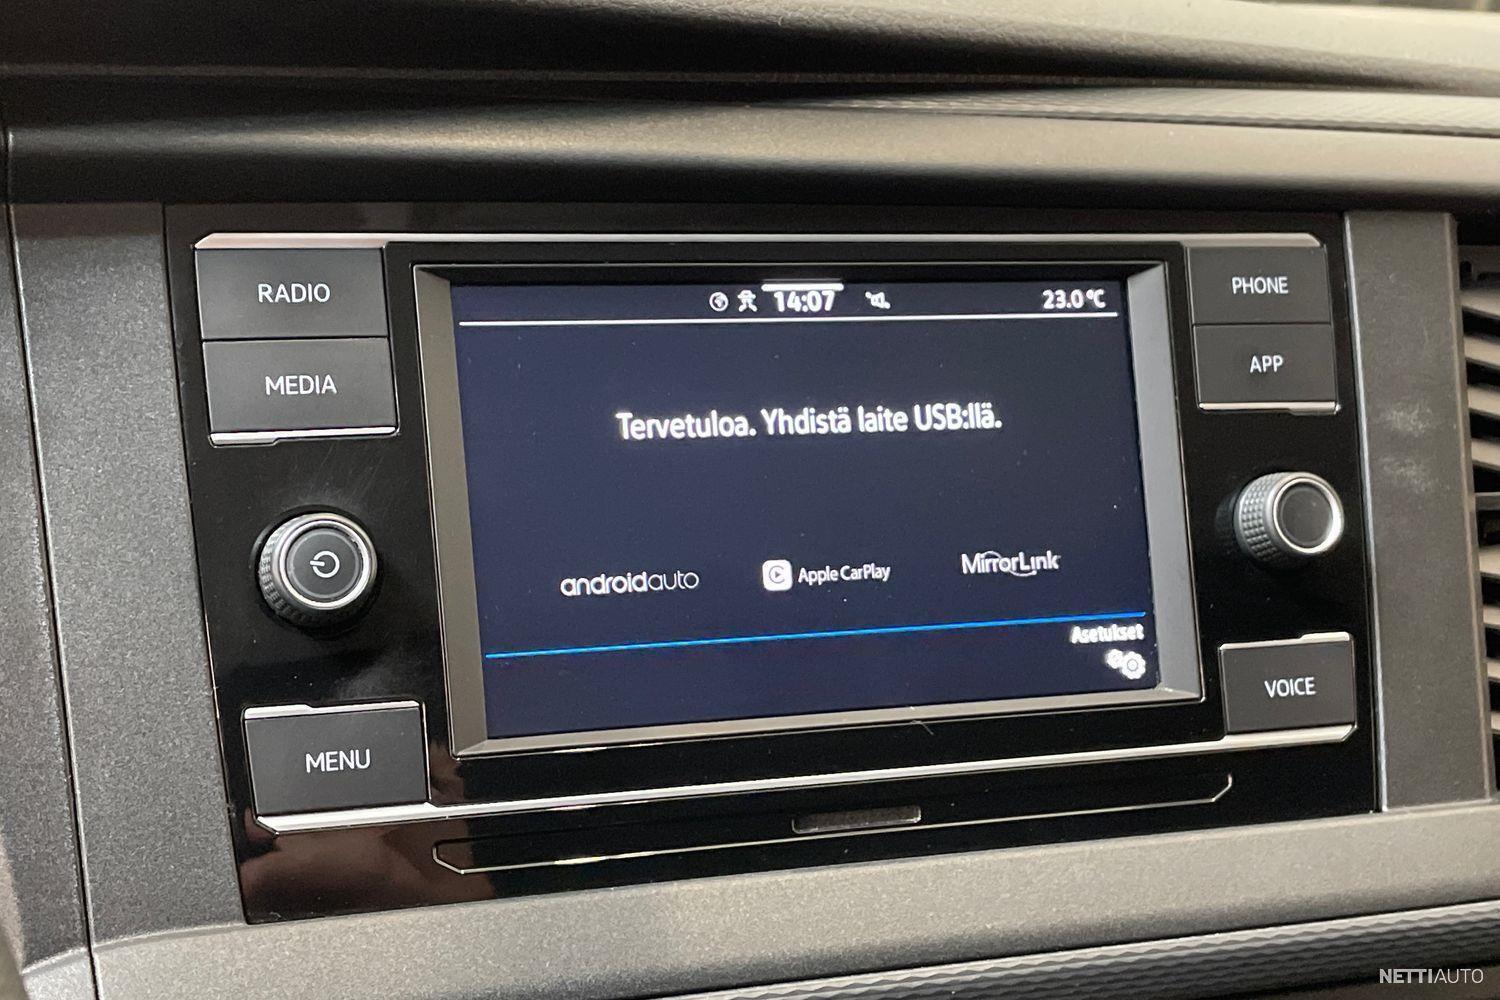 RADIO
MEDIA
MENU
14:07
23.0°C
Tervetuloa. Yhdistä laite USB:llä.
androidauto
Apple CarPlay
MirrorLink
Asetukset
PHONE
APP
VOICE
NETTIAUTO